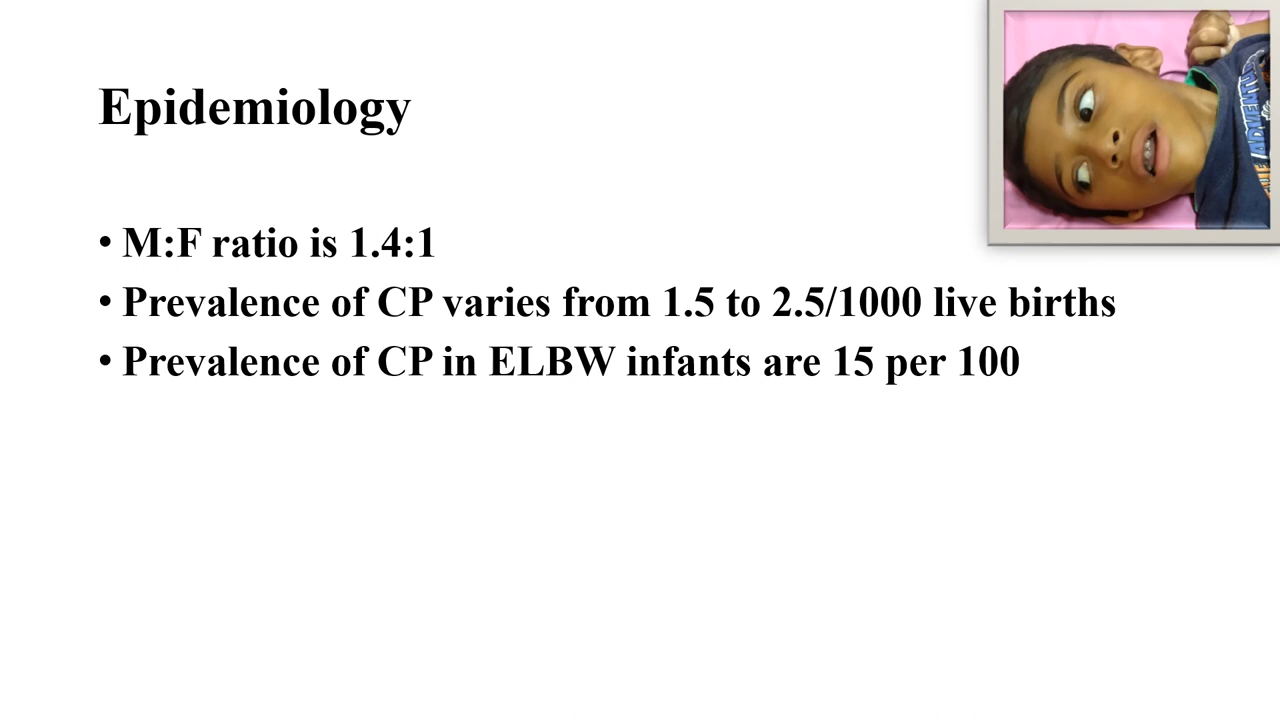 Epidemiology
• M:F ratio is 1.4:1
• Prevalence of CP varies from 1.5 to 2.5/1000 live births
• Prevalence of CP in ELBW infants are 15 per 100